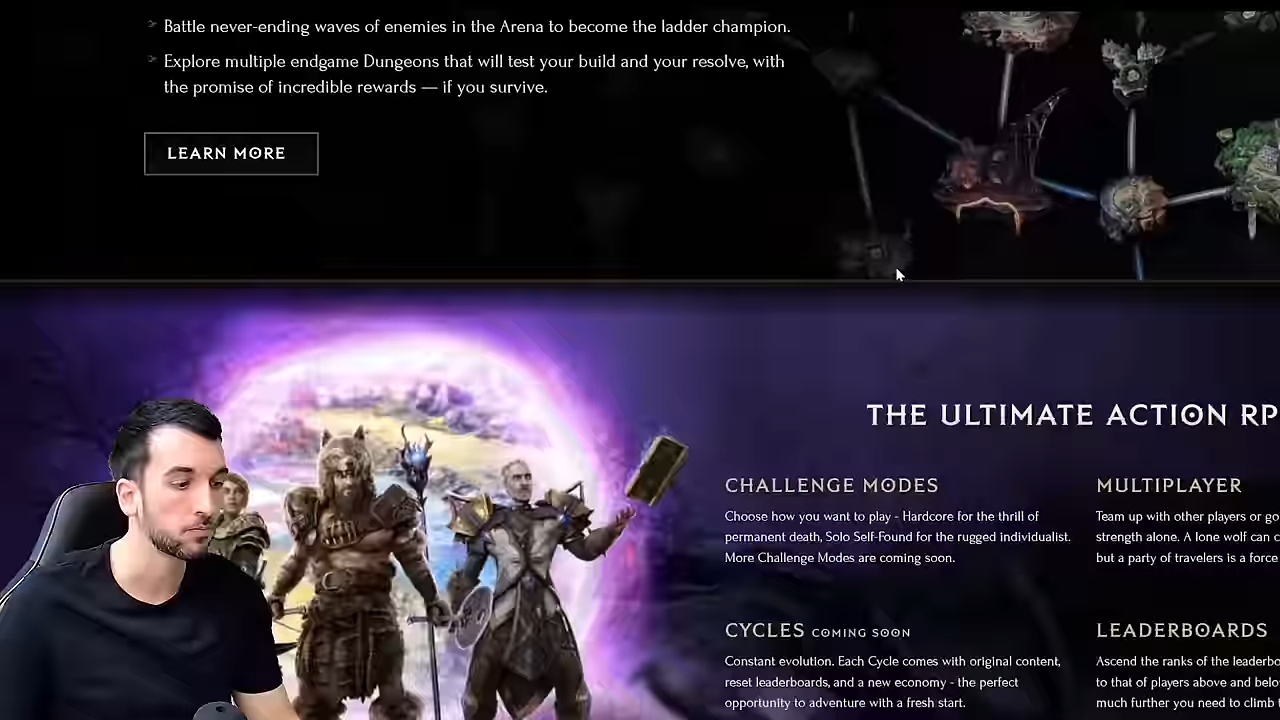 Battle never-ending waves of enemies in the Arena to become the ladder champion.
Explore multiple endgame Dungeons that will test your build and your resolve, with
the promise of incredible rewards — if you survive.
LEARN MORE
THE ULTIMATE ACTION RP
CHALLENGE MODES
Choose how you want to play - Hardcore for the thrill of
permanent death, Solo Self-Found for the rugged individualist.
More Challenge Modes are coming soon.
MULTIPLAYER
Team up with other players or go
strength alone. A lone wolf can c
but a party of travelers is a force
CYCLES COMING SOON
Constant evolution. Each Cycle comes with original content,
reset leaderboards, and a new economy - the perfect
opportunity to adventure with a fresh start.
LEADERBOARDS
Ascend the ranks of the leaderbo
to that of players above and belo
much further you need to climb t